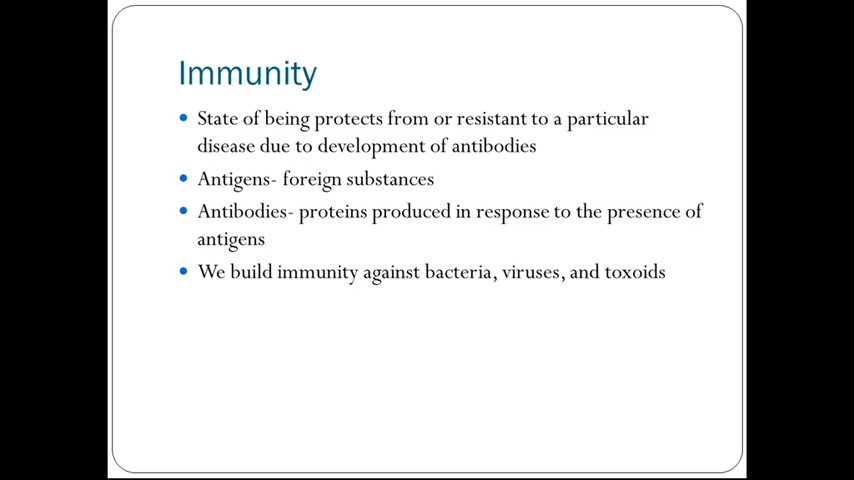 Immunity
• State of being protects from or resistant to a particular
disease due to development of antibodies
• Antigens- foreign substances
• Antibodies- proteins produced in response to the presence of
antigens
• We build immunity against bacteria, viruses, and toxoids